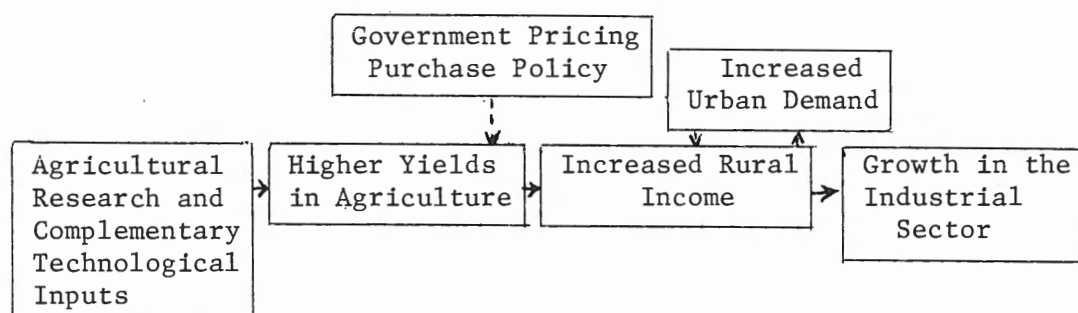 Government Pricing
Purchase Policy
Increased
Urban Demand
Agricultural
Research and
Complementary
Technological
Inputs
Higher Yields
in Agriculture
Increased Rural
Income
Growth in the
Industrial
Sector